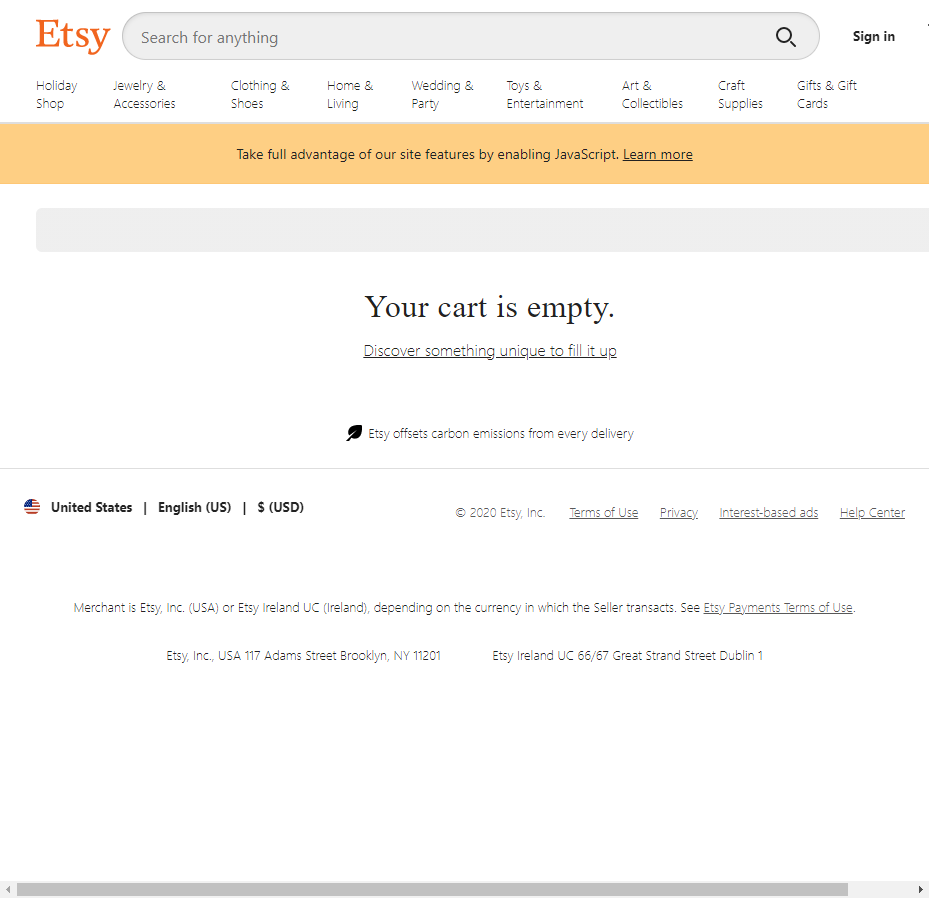 Etsy
Search for anything
Sign in
Holiday Shop
Jewelry & Accessories
Clothing & Shoes
Home & Living
Wedding & Party
Toys & Entertainment
Art & Collectibles
Craft Supplies
Gifts & Gift Cards
Take full advantage of our site features by enabling JavaScript. Learn more
Your cart is empty.
Discover something unique to fill it up
Etsy offsets carbon emissions from every delivery
United States | English (US) | $ (USD)
© 2020 Etsy, Inc. Terms of Use Privacy Interest-based ads Help Center
Merchant is Etsy, Inc. (USA) or Etsy Ireland UC (Ireland), depending on the currency in which the Seller transacts. See Etsy Payments Terms of Use.
Etsy, Inc., USA 117 Adams Street Brooklyn, NY 11201 Etsy Ireland UC 66/67 Great Strand Street Dublin 1